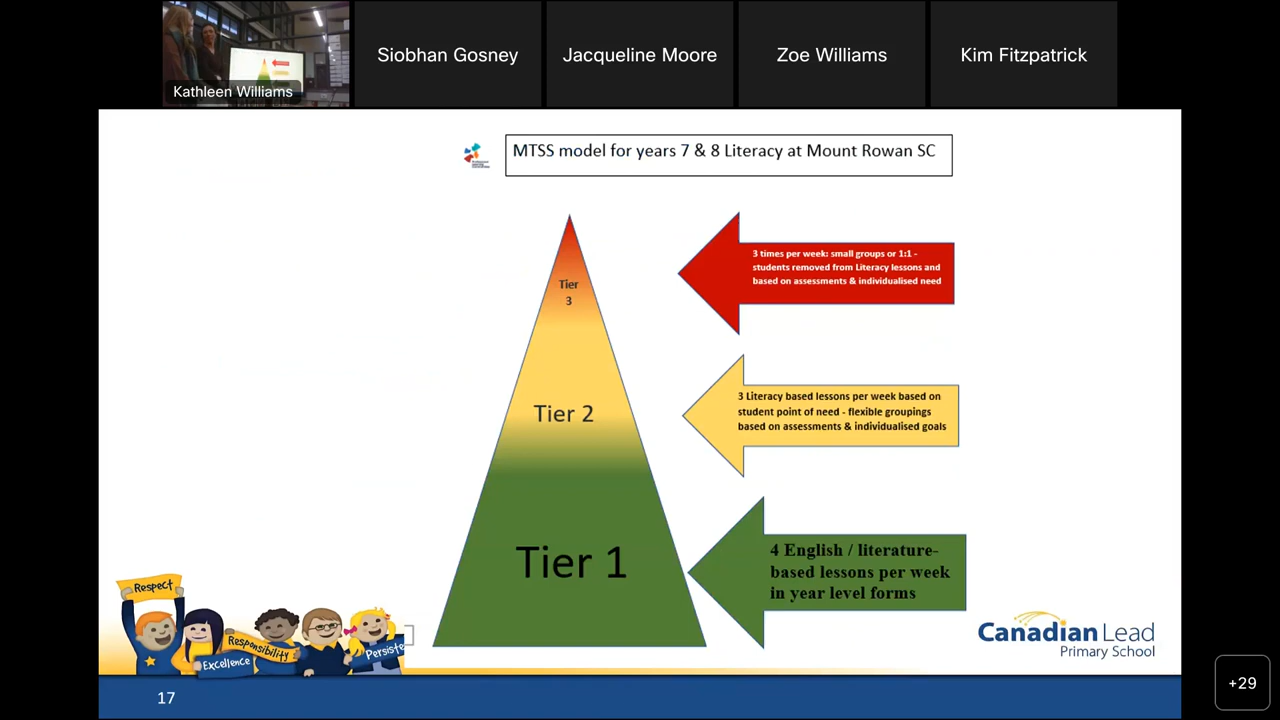 Kathleen Williams
Siobhan Gosney
Jacqueline Moore
Zoe Williams
Kim Fitzpatrick
MTSS model for years 7 & 8 Literacy at Mount Rowan SC
Tier
3
3 times per week: small groups or 1:1 -
students removed from Literacy lessons and
based on assessments & individualised need
Tier 2
3 Literacy based lessons per week based on
student point of need - flexible groupings
based on assessments & individualised goals
Tier 1
4 English / literature-
based lessons per week
in year level forms
Respect
Excellence
Responsibility
Persiste
Canadian Lead
Primary School
17
+29